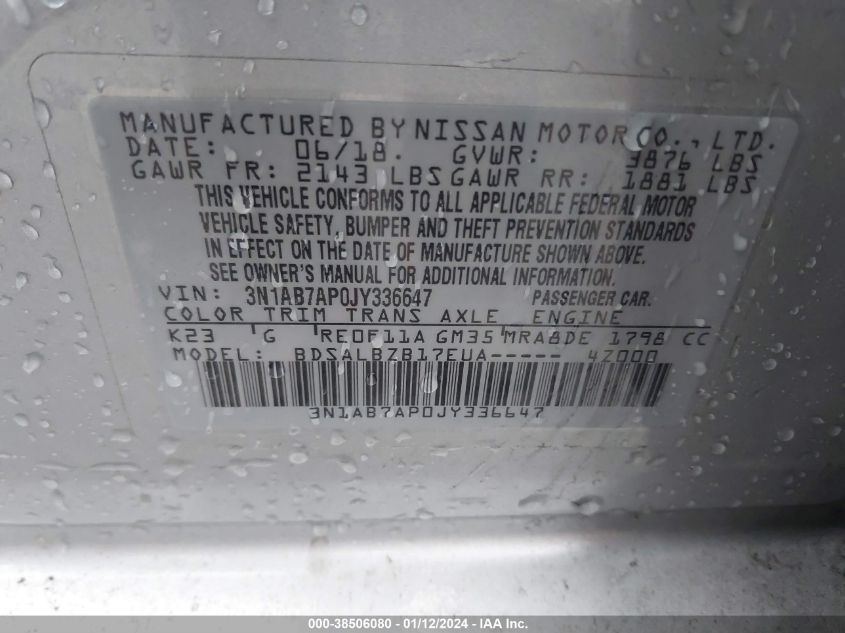 MANUFACTURED BY NISSAN MOTOR CO., LTD.
DATE: 06/18. GVWR: 3876 LBS
GAWR FR: 2143 LBS GAWR RR: 1881 LBS
THIS VEHICLE CONFORMS TO ALL APPLICABLE FEDERAL MOTOR
VEHICLE SAFETY, BUMPER AND THEFT PREVENTION STANDARDS
IN EFFECT ON THE DATE OF MANUFACTURE SHOWN ABOVE.
SEE OWNER'S MANUAL FOR ADDITIONAL INFORMATION.
VIN: 3N1AB7AP0JY336647 PASSENGER CAR.
COLOR TRIM TRANS AXLE ENGINE
K23 G RE0F11A GM35 MRA8DE 1798 CC
MODEL: BDSALBZB17EUA----- 4Z000
3N1AB7AP0JY336647
000-38506080 - 01/12/2024 - IAA Inc.